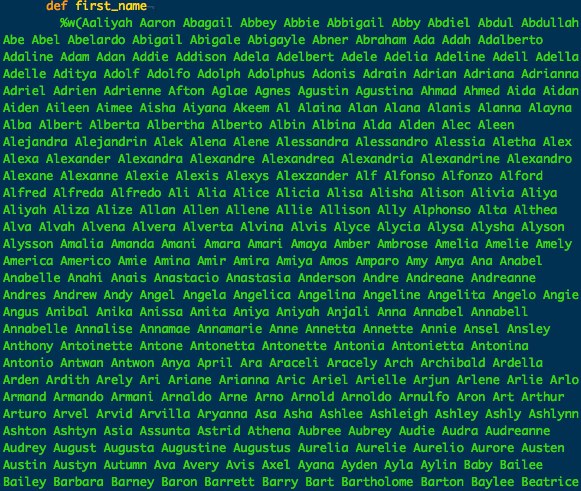 def first_name
%w(Aaliyah Aaron Abagail Abbey Abbie Abbigail Abby Abdiel Abdul Abdullah
Abe Abel Abelardo Abigail Abigale Abigayle Abner Abraham Ada Adah Adalberto
Adaline Adam Adan Addie Addison Adela Adelbert Adele Adelia Adeline Adell Adella
Adelle Aditya Adolf Adolfo Adolph Adolphus Adonis Adrain Adrian Adriana Adrianna
Adriel Adrien Adrienne Afton Aglae Agnes Agustin Agustina Ahmad Ahmed Aida Aidan
Aiden Aileen Aimee Aisha Aiyana Akeem Al Alaina Alan Alana Alanis Alanna Alayna
Alba Albert Alberta Albertha Alberto Albin Albina Alda Alden Alec Aleen
Alejandra Alejandrin Alek Alena Alene Alessandra Alessandro Alessia Aletha Alex
Alexa Alexander Alexandra Alexandre Alexandrea Alexandria Alexandrine Alexandro
Alexane Alexanne Alexie Alexis Alexys Alexzander Alf Alfonso Alfonzo Alford
Alfred Alfreda Alfredo Ali Alia Alice Alicia Alisa Alisha Alison Alivia Aliya
Aliyah Aliza Alize Allan Allen Allene Allie Allison Ally Alphonso Alta Althea
Alva Alvah Alvena Alvera Alverta Alvina Alvis Alyce Alycia Alysa Alysha Alyson
Alysson Amalia Amanda Amani Amara Amari Amaya Amber Ambrose Amelia Amelie Amely
America Americo Amie Amina Amir Amira Amiya Amos Amparo Amy Amya Ana Anabel
Anabelle Anahi Anais Anastacio Anastasia Anderson Andre Andreane Andreanne
Andres Andrew Andy Angel Angela Angelica Angelina Angeline Angelita Angelo Angie
Angus Anibal Anika Anissa Anita Aniya Aniyah Anjali Anna Annabel Annabell
Annabelle Annalise Annamae Annamarie Anne Annetta Annette Annie Ansel Ansley
Anthony Antoinette Antone Antonetta Antonette Antonia Antonietta Antonina
Antonio Antwan Antwon Anya April Ara Araceli Aracely Arch Archibald Ardella
Arden Ardith Arely Ari Ariane Arianna Aric Ariel Arielle Arjun Arlene Arlie Arlo
Armand Armando Armani Arnaldo Arne Arno Arnold Arnoldo Arnulfo Aron Art Arthur
Arturo Arvel Arvid Arvilla Aryanna Asa Asha Ashlee Ashleigh Ashley Ashly Ashlynn
Ashton Ashtyn Asia Assunta Astrid Athena Aubree Aubrey Audie Audra Audreanne
Audrey August Augusta Augustine Augustus Aurelia Aurelie Aurelio Aurore Austen
Austin Austyn Autumn Ava Avery Avis Axel Ayana Ayden Ayla Aylin Baby Bailee
Bailey Barbara Barney Baron Barrett Barry Bart Bartholome Barton Baylee Beatrice